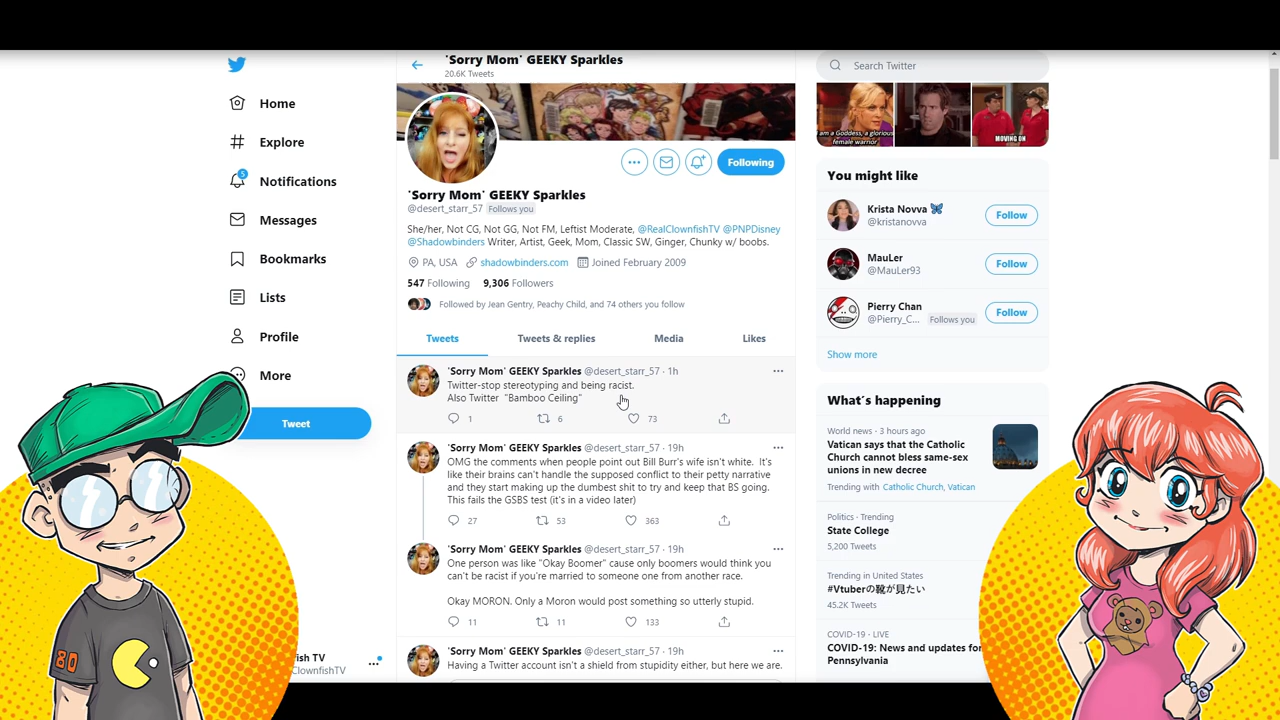 Home
Explore
5
Notifications
Messages
Bookmarks
Lists
Profile
More
Tweet
ish TV
ClownfishTV
80
'Sorry Mom' GEEKY Sparkles
20.6K Tweets
Following
'Sorry Mom' GEEKY Sparkles
@desert_starr_57 Follows you
She/her, Not CG, Not GG, Not FM, Leftist Moderate, @RealClownfishTV @PNPDisney
@Shadowbinders Writer, Artist, Geek, Mom, Classic SW, Ginger, Chunky w/ boobs.
PA, USA shadowbinders.com Joined February 2009
547 Following 9,306 Followers
Followed by Jean Gentry, Peachy Child, and 74 others you follow
Tweets Tweets & replies Media Likes
'Sorry Mom' GEEKY Sparkles @desert_starr_57 · 1h
Twitter-stop stereotyping and being racist.
Also Twitter "Bamboo Ceiling"
1 6 73
'Sorry Mom' GEEKY Sparkles @desert_starr_57 · 19h
OMG the comments when people point out Bill Burr's wife isn't white. It's
like their brains can't handle the supposed conflict to their petty narrative
and they start making up the dumbest shit to try and keep that BS going.
This fails the GSBS test (it's in a video later)
27 53 363
'Sorry Mom' GEEKY Sparkles @desert_starr_57 · 19h
One person was like "Okay Boomer" cause only boomers would think you
can't be racist if you're married to someone one from another race.
Okay MORON. Only a Moron would post something so utterly stupid.
11 11 133
'Sorry Mom' GEEKY Sparkles @desert_starr_57 · 19h
Having a Twitter account isn't a shield from stupidity either, but here we are.
Search Twitter
am a Goddess, a glorious
female warrior
MOVING ON
You might like
Krista Novva
@kristanovva
Follow
MauLer
@MauLer93
Follow
Pierry Chan
@Pierry_C... Follows you
Follow
Show more
What's happening
World news · 3 hours ago
Vatican says that the Catholic
Church cannot bless same-sex
unions in new decree
Trending with Catholic Church, Vatican
Politics · Trending
State College
5,200 Tweets
Trending in United States
#Vtuberの靴が見たい
45.2K Tweets
COVID-19 · LIVE
COVID-19: News and updates for
Pennsylvania